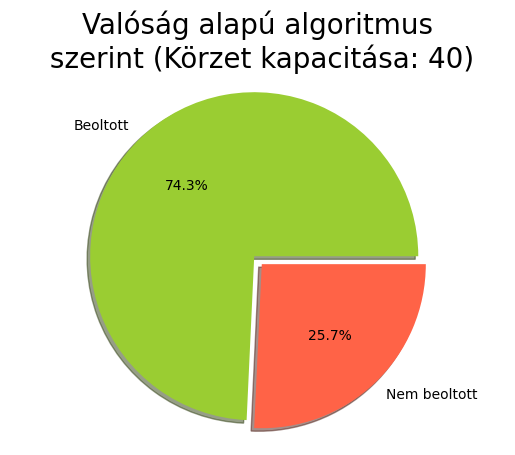 Valóság alapú algoritmus
szerint (Körzet kapacitása: 40)
Beoltott
74.3%
25.7%
Nem beoltott